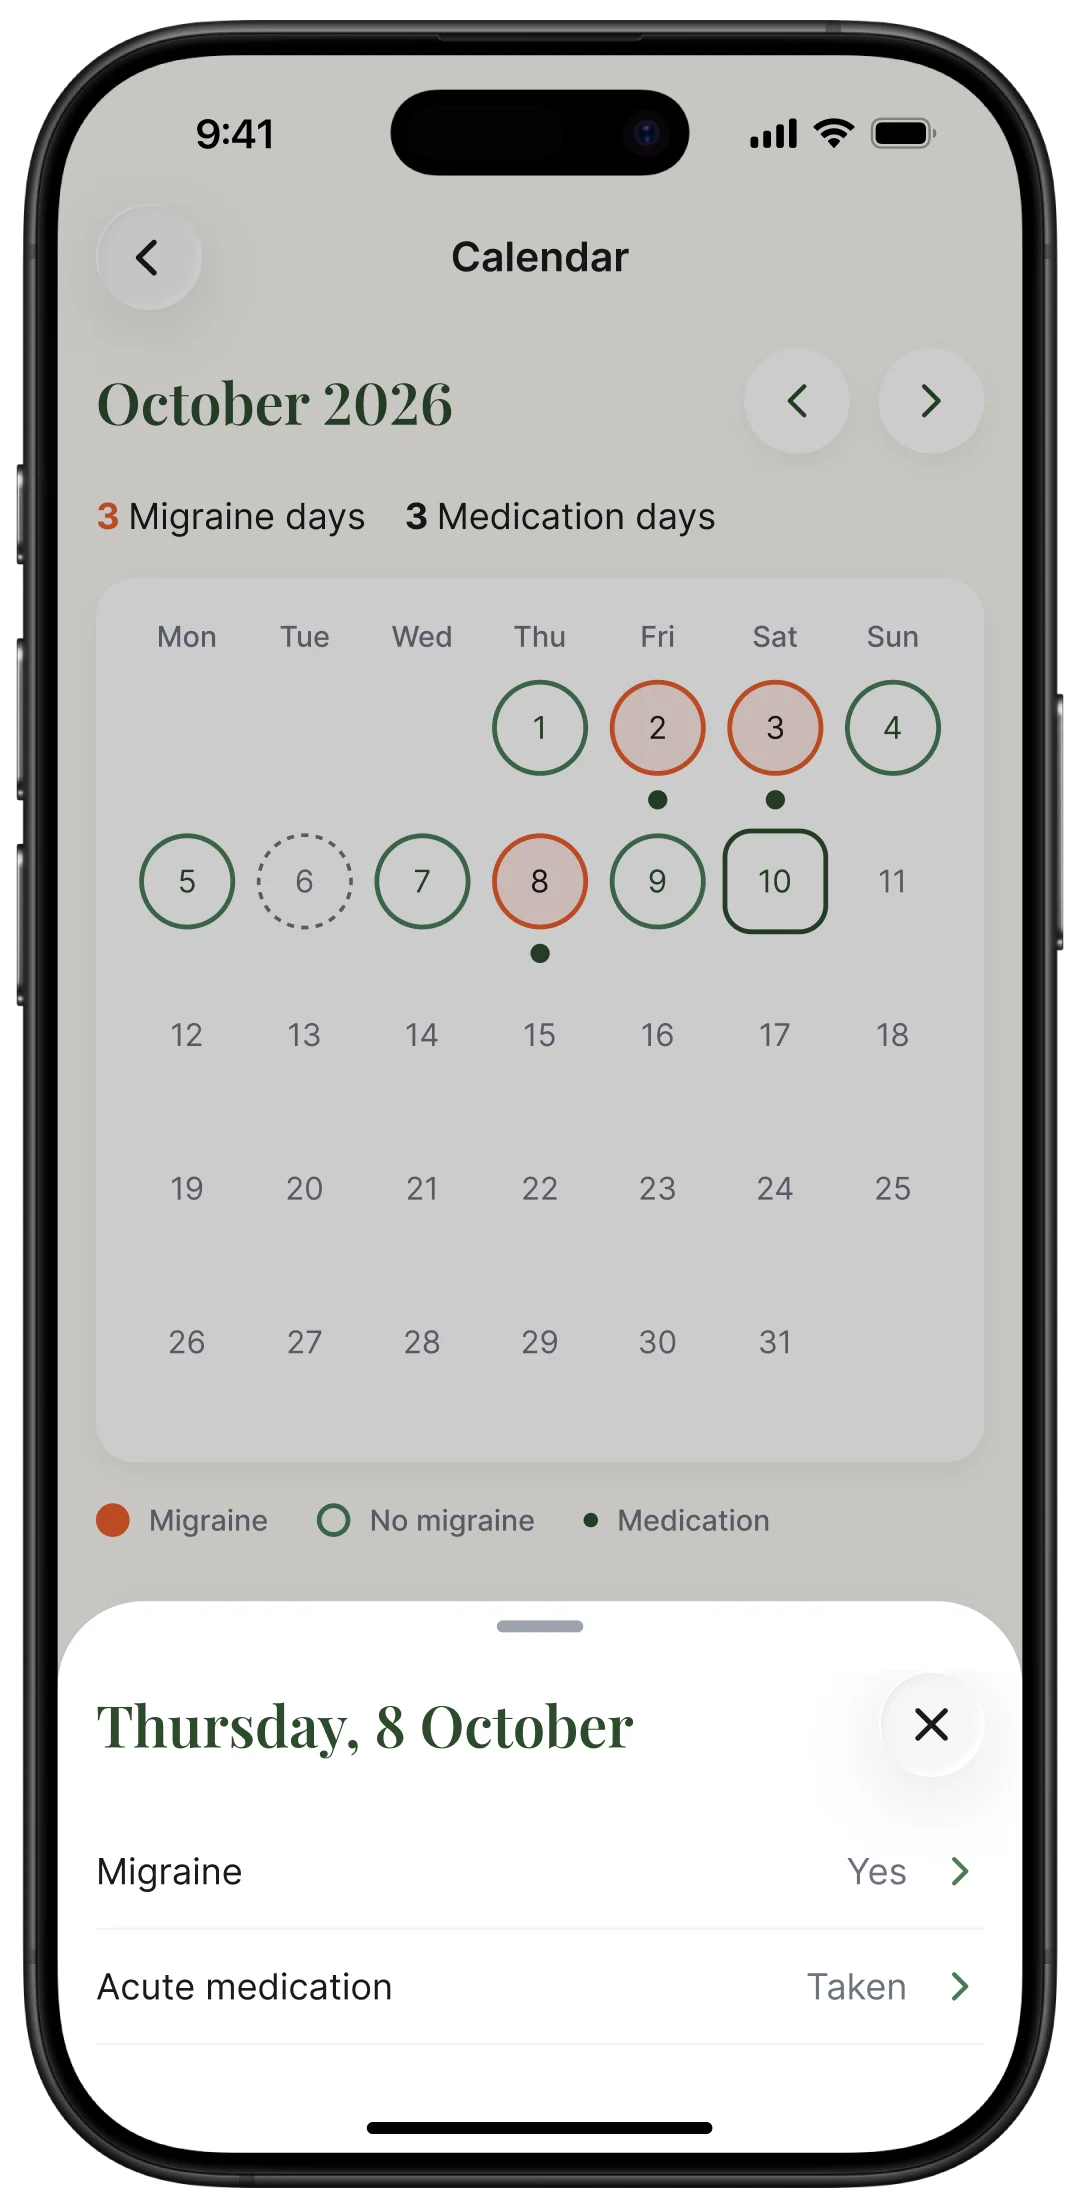 9:41
Calendar
October 2026
3 Migraine days 3 Medication days
Mon Tue Wed Thu Fri Sat Sun
1 2 3 4
5 6 7 8 9 10 11
12 13 14 15 16 17 18
19 20 21 22 23 24 25
26 27 28 29 30 31
Migraine No migraine Medication
Thursday, 8 October
Migraine Yes
Acute medication Taken